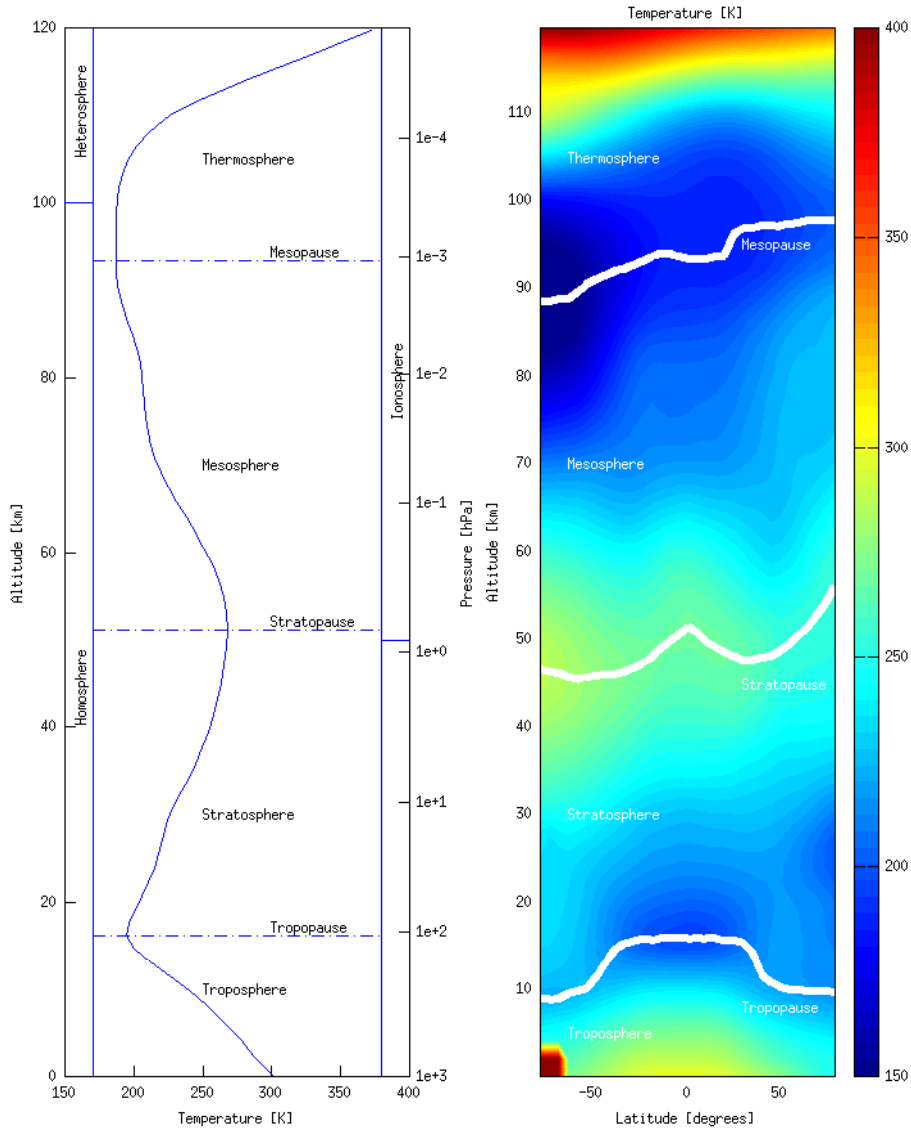 Temperature [K]
120
100
80
60
40
20
0
Altitude [km]
Heterosphere
Homosphere
Thermosphere
Mesopause
Mesosphere
Stratopause
Stratosphere
Tropopause
Troposphere
Ionosphere
1e-4
1e-3
1e-2
1e-1
1e+0
1e+1
1e+2
1e+3
Pressure [hPa]
150 200 250 300 350 400
Temperature [K]
Altitude [km]
110
100
90
80
70
60
50
40
30
20
10
Thermosphere
Mesopause
Mesosphere
Stratopause
Stratosphere
Tropopause
Troposphere
-50 0 50
Latitude [degrees]
400
350
300
250
200
150